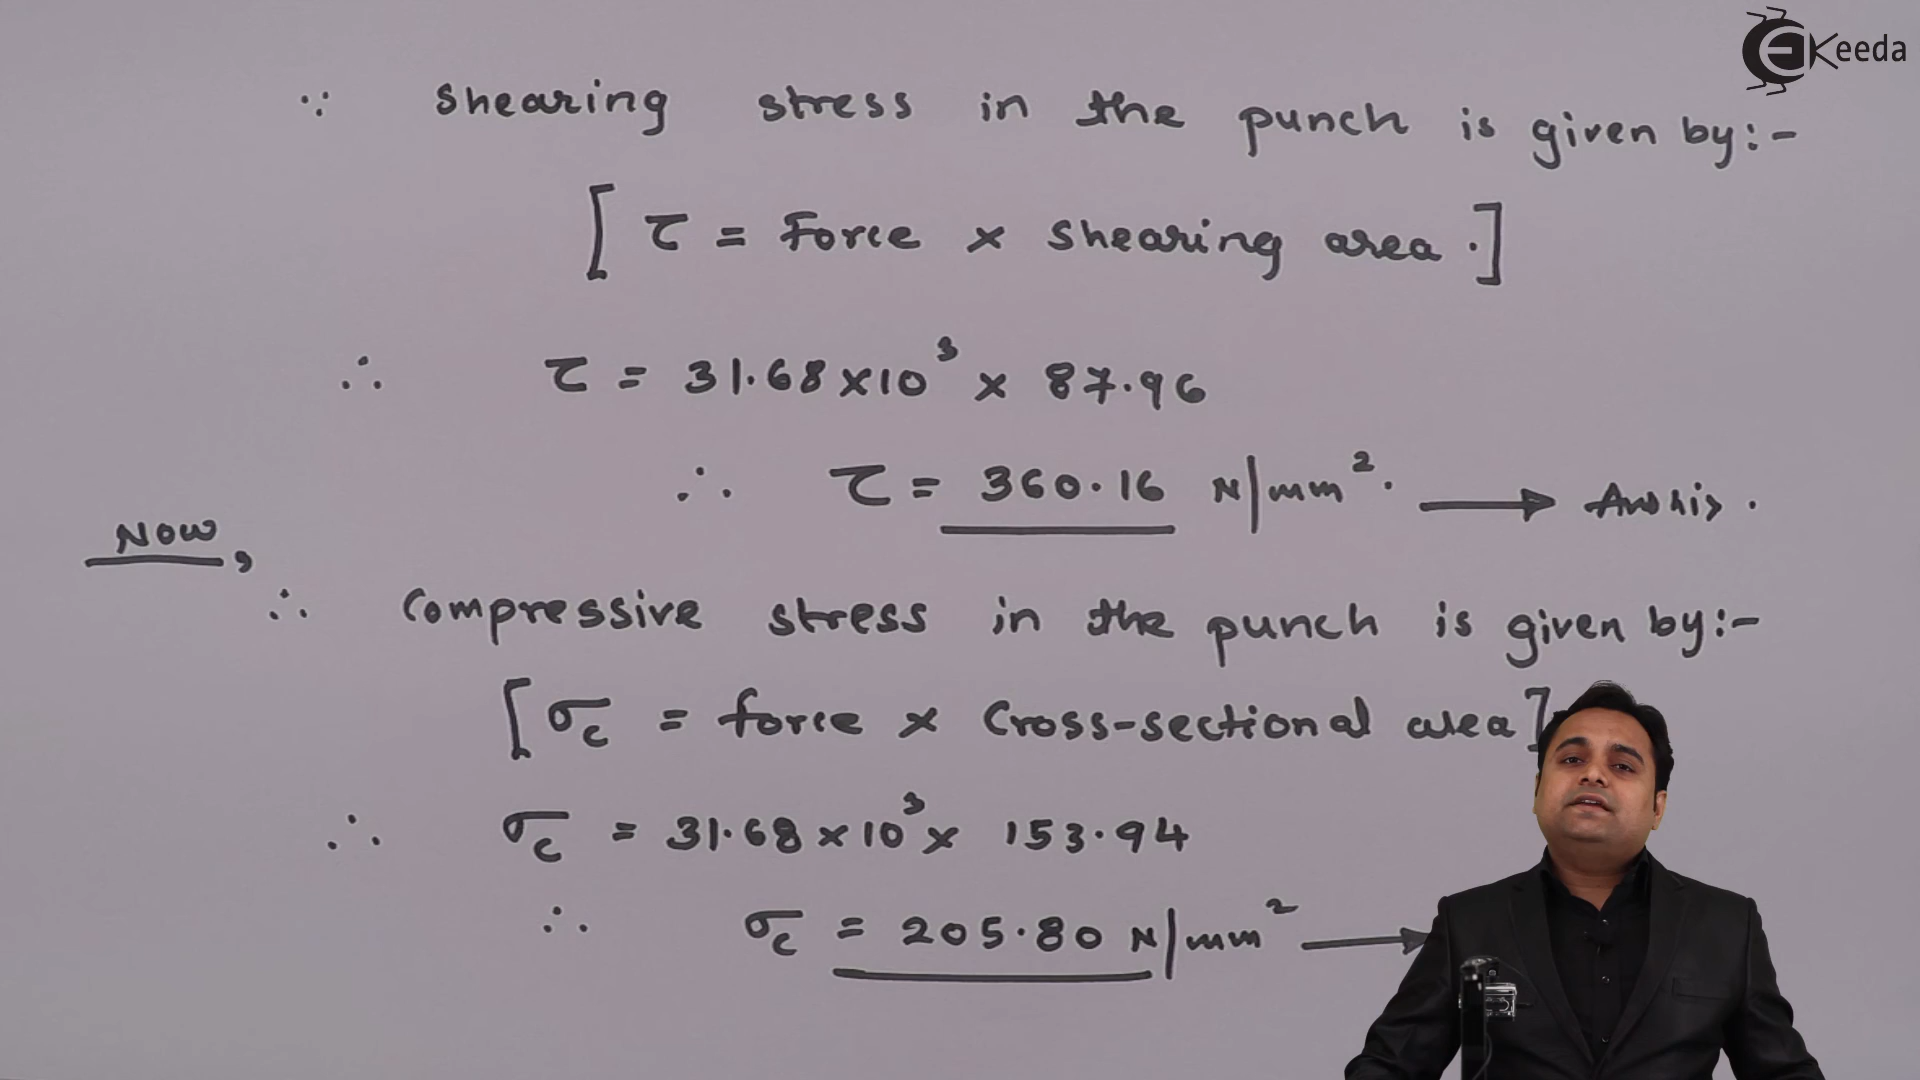 Ekeeda
∵ shearing stress in the punch is given by:-
[ τ = force × shearing area .]
∴ τ = 31.68×10³ × 87.96
∴ τ = 360.16 N/mm².
Now,
∴ compressive stress in the punch is given by:-
[ σc = force × cross-sectional area ]
∴ σc = 31.68×10³× 153.94
∴ σc = 205.80 N/mm²